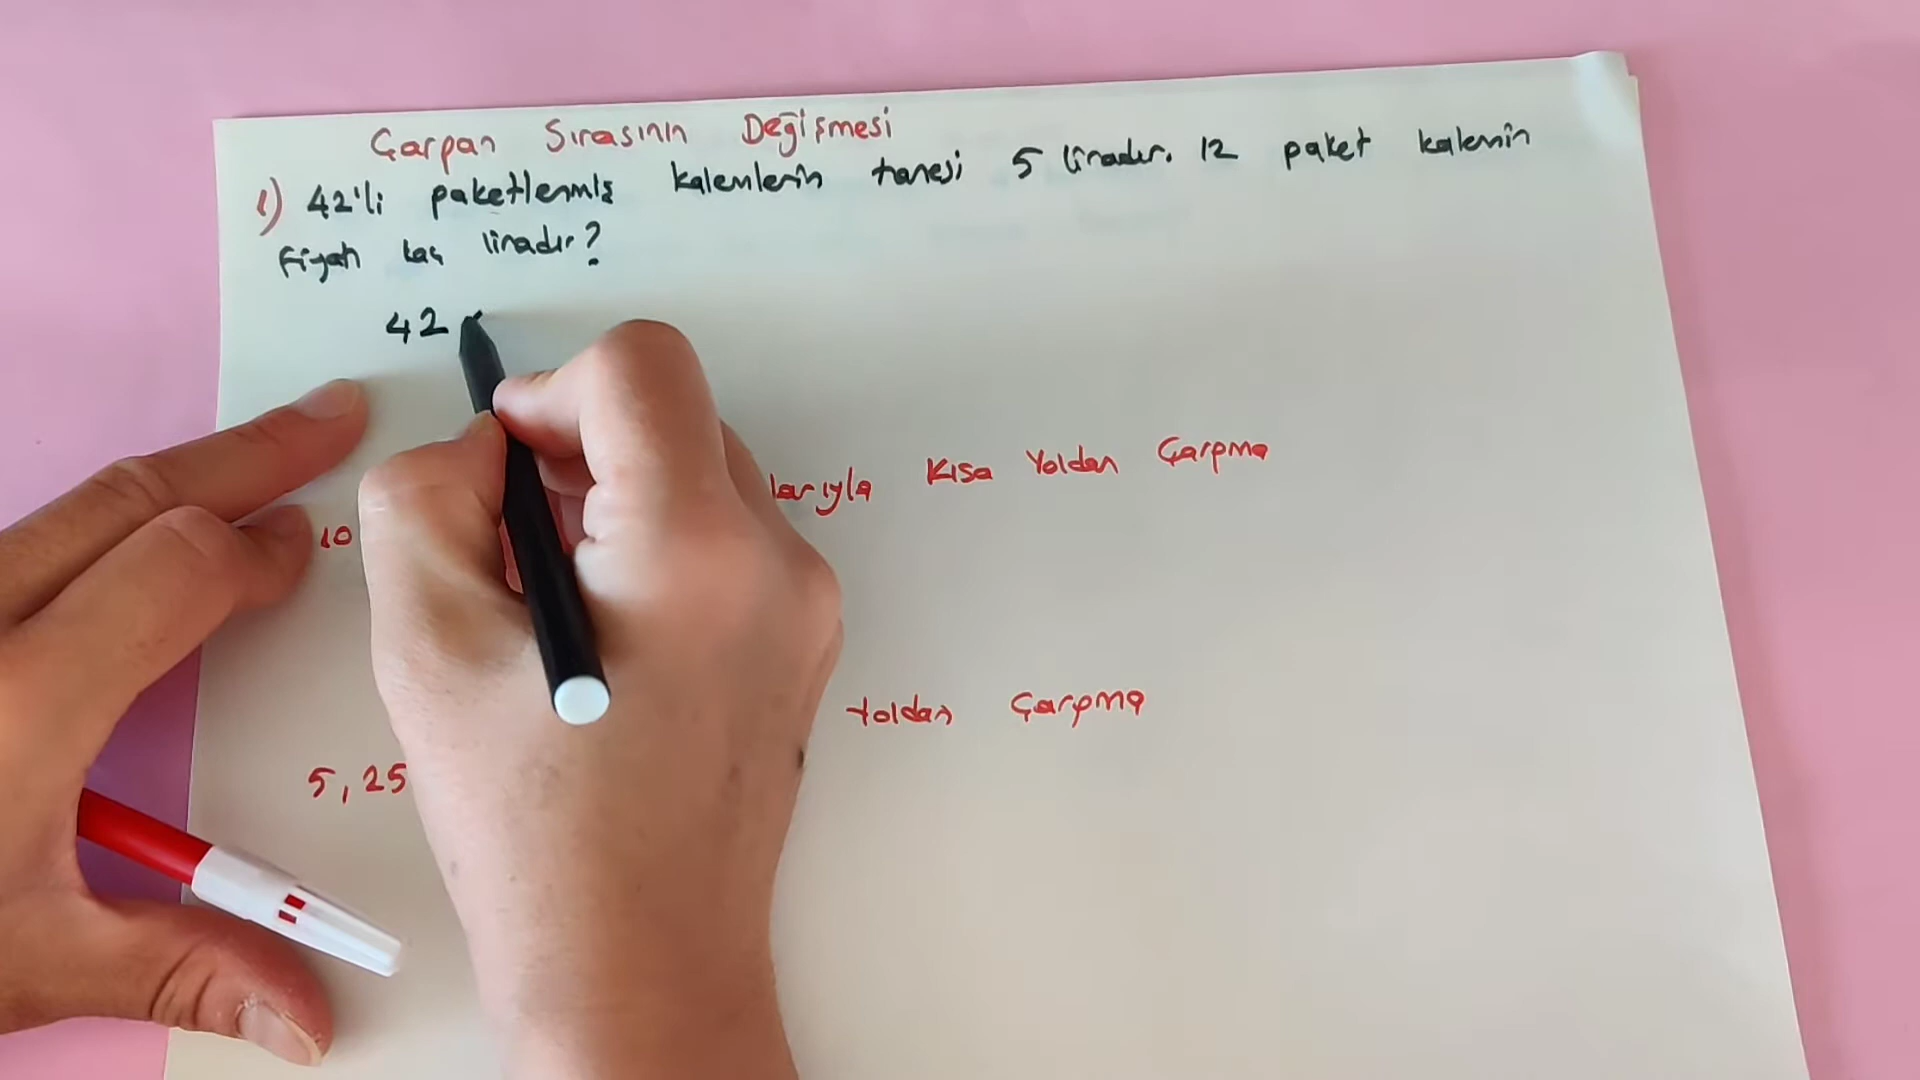 Çarpan Sırasının Değişmesi
1) 42'li paketlenmiş kalemlerin tanesi 5 liradır. 12 paket kalemin
fiyatı kaç liradır?
42
larıyla Kısa Yoldan Çarpma
10
Yoldan Çarpma
5, 25